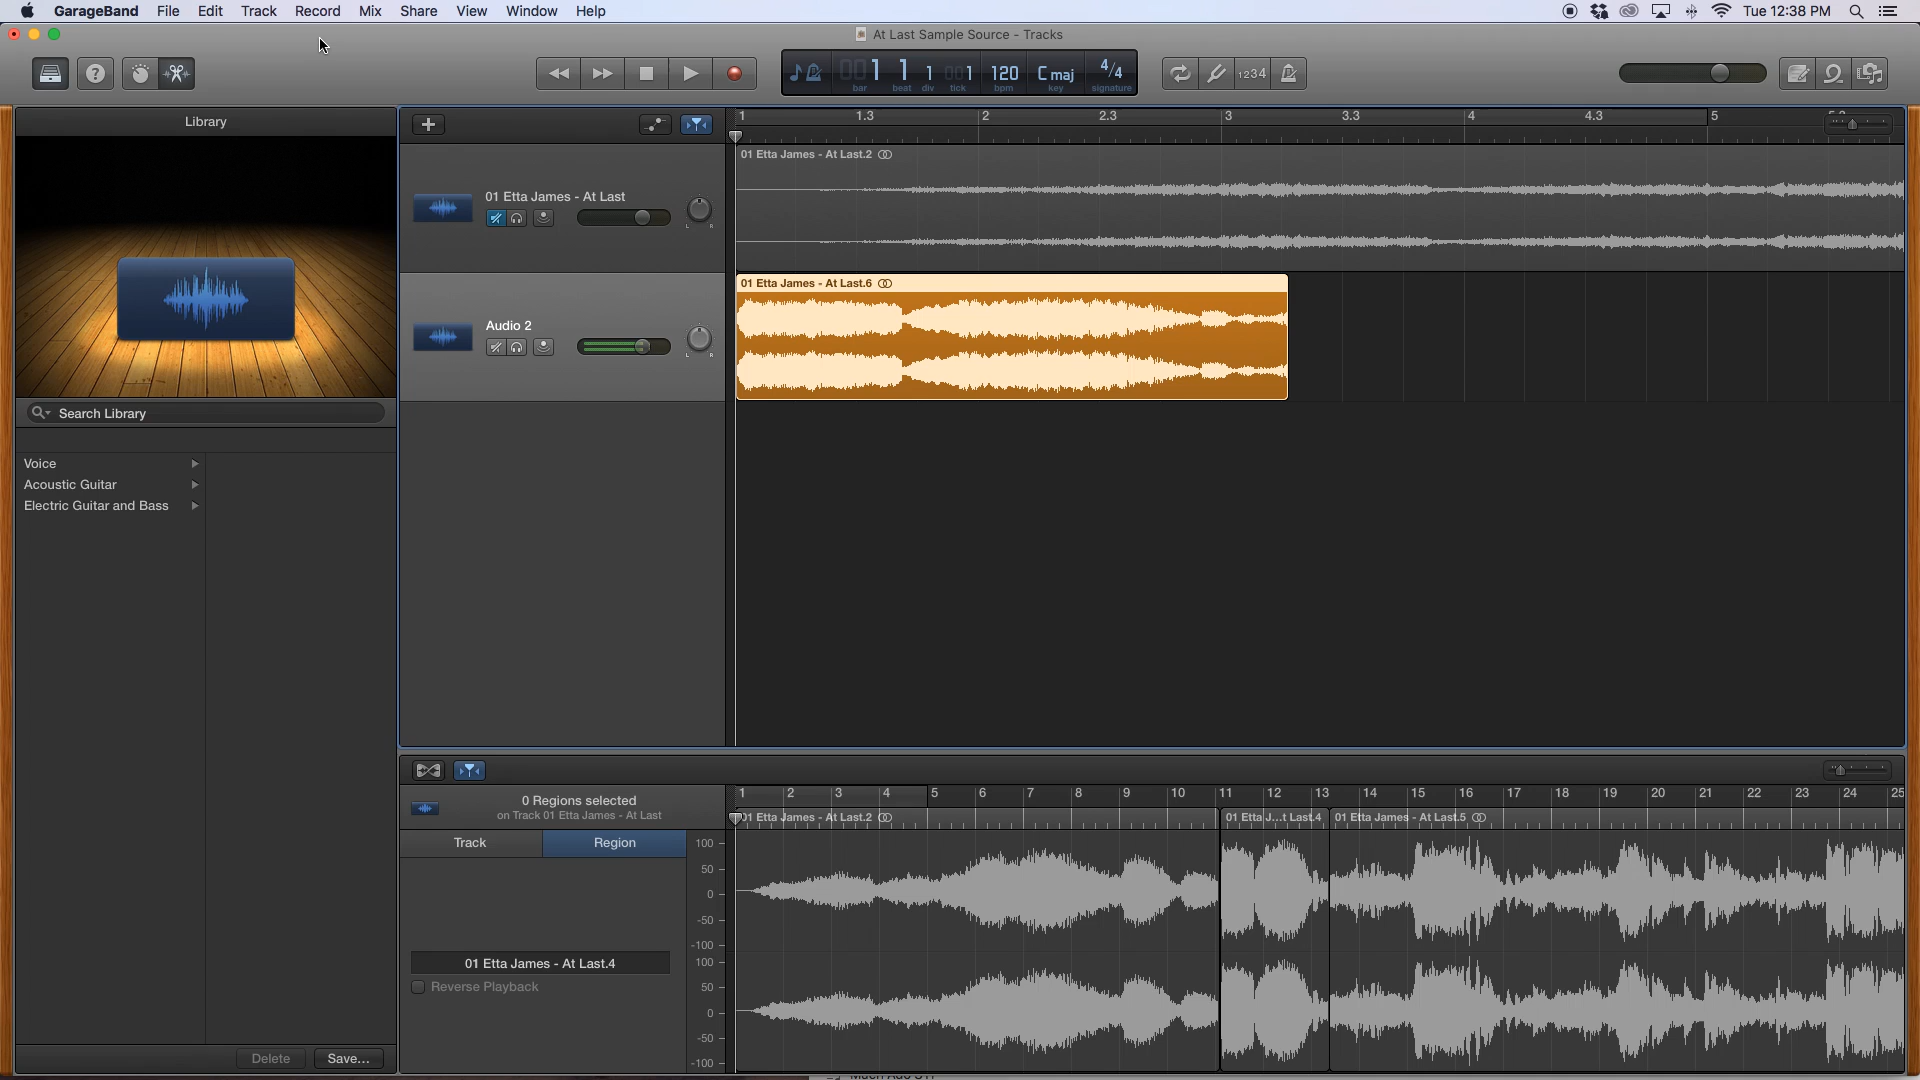 GarageBand File Edit Track Record Mix Share View Window Help
Tue 12:38 PM
At Last Sample Source - Tracks
001 1 1 001 120 C maj 4/4
bar beat div tick bpm key signature
1234
Library
1 1.3 2 2.3 3 3.3 4 4.3 5
01 Etta James - At Last.2
01 Etta James - At Last
L R
01 Etta James - At Last.6
Audio 2
L R
Search Library
Voice
Acoustic Guitar
Electric Guitar and Bass
0 Regions selected
on Track 01 Etta James - At Last
1 2 3 4 5 6 7 8 9 10 11 12 13 14 15 16 17 18 19 20 21 22 23 24 25
01 Etta James - At Last.2 01 Etta J...t Last.4 01 Etta James - At Last.5
Track Region
100
50
0
-50
-100
100
50
0
-50
-100
01 Etta James - At Last.4
Reverse Playback
Delete Save...